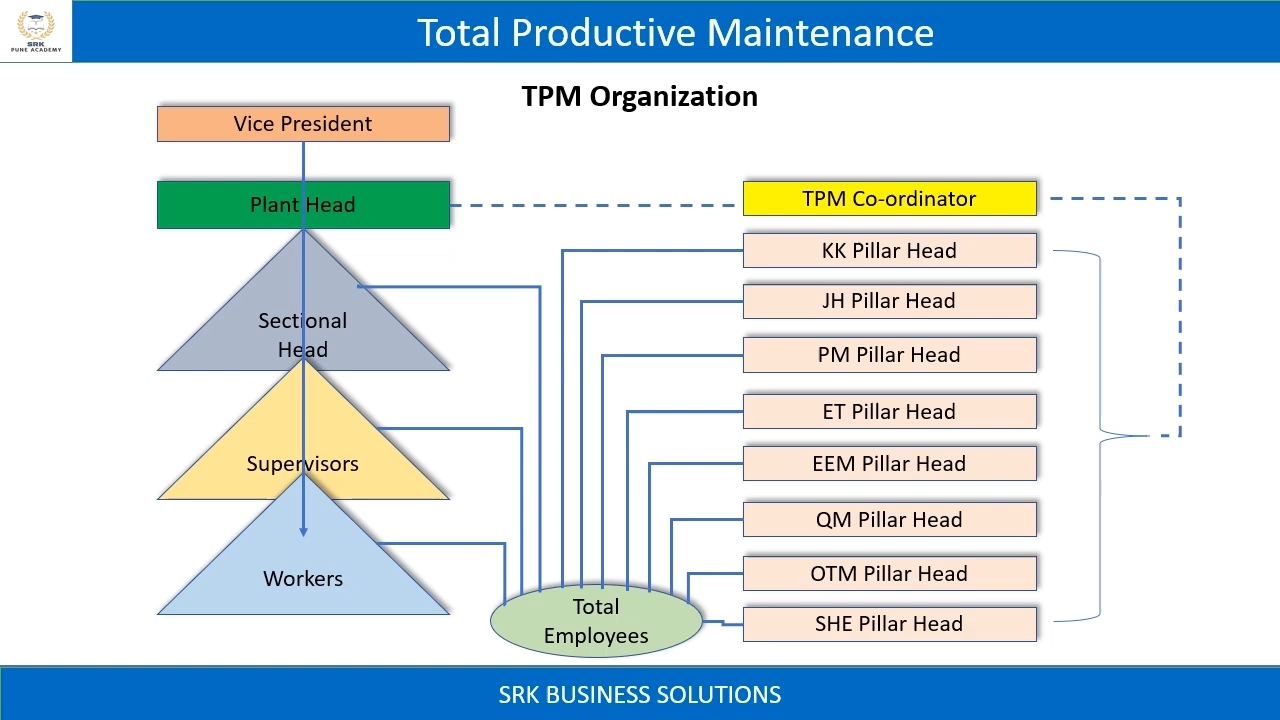 SRK
PUNE ACADEMY
Total Productive Maintenance
TPM Organization
Vice President
Plant Head
TPM Co-ordinator
Sectional
Head
Supervisors
Workers
KK Pillar Head
JH Pillar Head
PM Pillar Head
ET Pillar Head
EEM Pillar Head
QM Pillar Head
OTM Pillar Head
SHE Pillar Head
Total
Employees
SRK BUSINESS SOLUTIONS